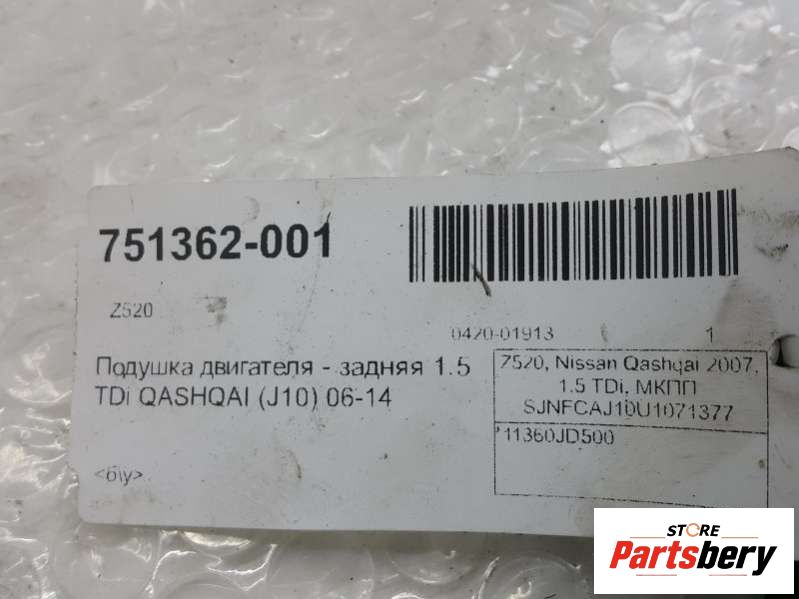 751362-001
Z520
0420-01913 1
Подушка двигателя - задняя 1.5
TDi QASHQAI (J10) 06-14
<б\у>
Z520, Nissan Qashqai 2007,
1.5 TDi, МКПП
SJNFCAJ10U1071377
11360JD500
STORE
Partsbery